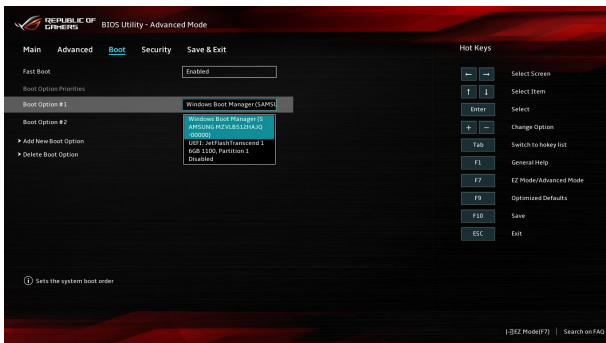 REPUBLIC OF
GAMERS
BIOS Utility - Advanced Mode
Main Advanced Boot Security Save & Exit
Hot Keys
Fast Boot Enabled
Boot Option Priorities
Boot Option #1 Windows Boot Manager (SAMSU
Boot Option #2
Windows Boot Manager (S
AMSUNG MZVLB512HAJQ
-00000)
UEFI: JetFlashTranscend 1
6GB 1100, Partition 1
Disabled
> Add New Boot Option
> Delete Boot Option
← → Select Screen
↑ ↓ Select Item
Enter Select
+ − Change Option
Tab Switch to hokey list
F1 General Help
F7 EZ Mode/Advanced Mode
F9 Optimized Defaults
F10 Save
ESC Exit
i Sets the system boot order
EZ Mode(F7) | Search on FAQ